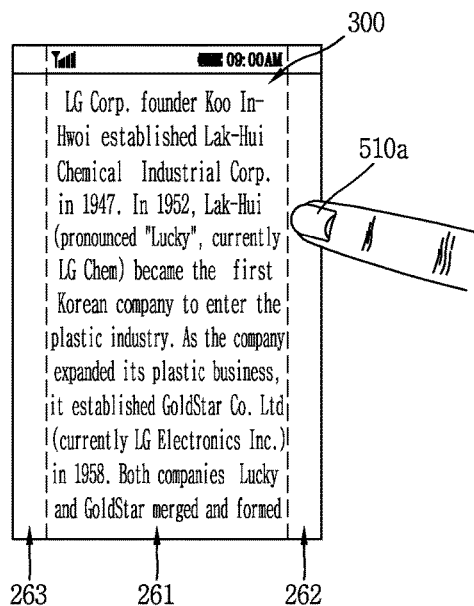 300
09:00AM
LG Corp. founder Koo In-
Hwoi established Lak-Hui
Chemical Industrial Corp.
in 1947. In 1952, Lak-Hui
(pronounced "Lucky", currently
LG Chem) became the first
Korean company to enter the
plastic industry. As the company
expanded its plastic business,
it established GoldStar Co. Ltd
(currently LG Electronics Inc.)
in 1958. Both companies Lucky
and GoldStar merged and formed
510a
263 261 262